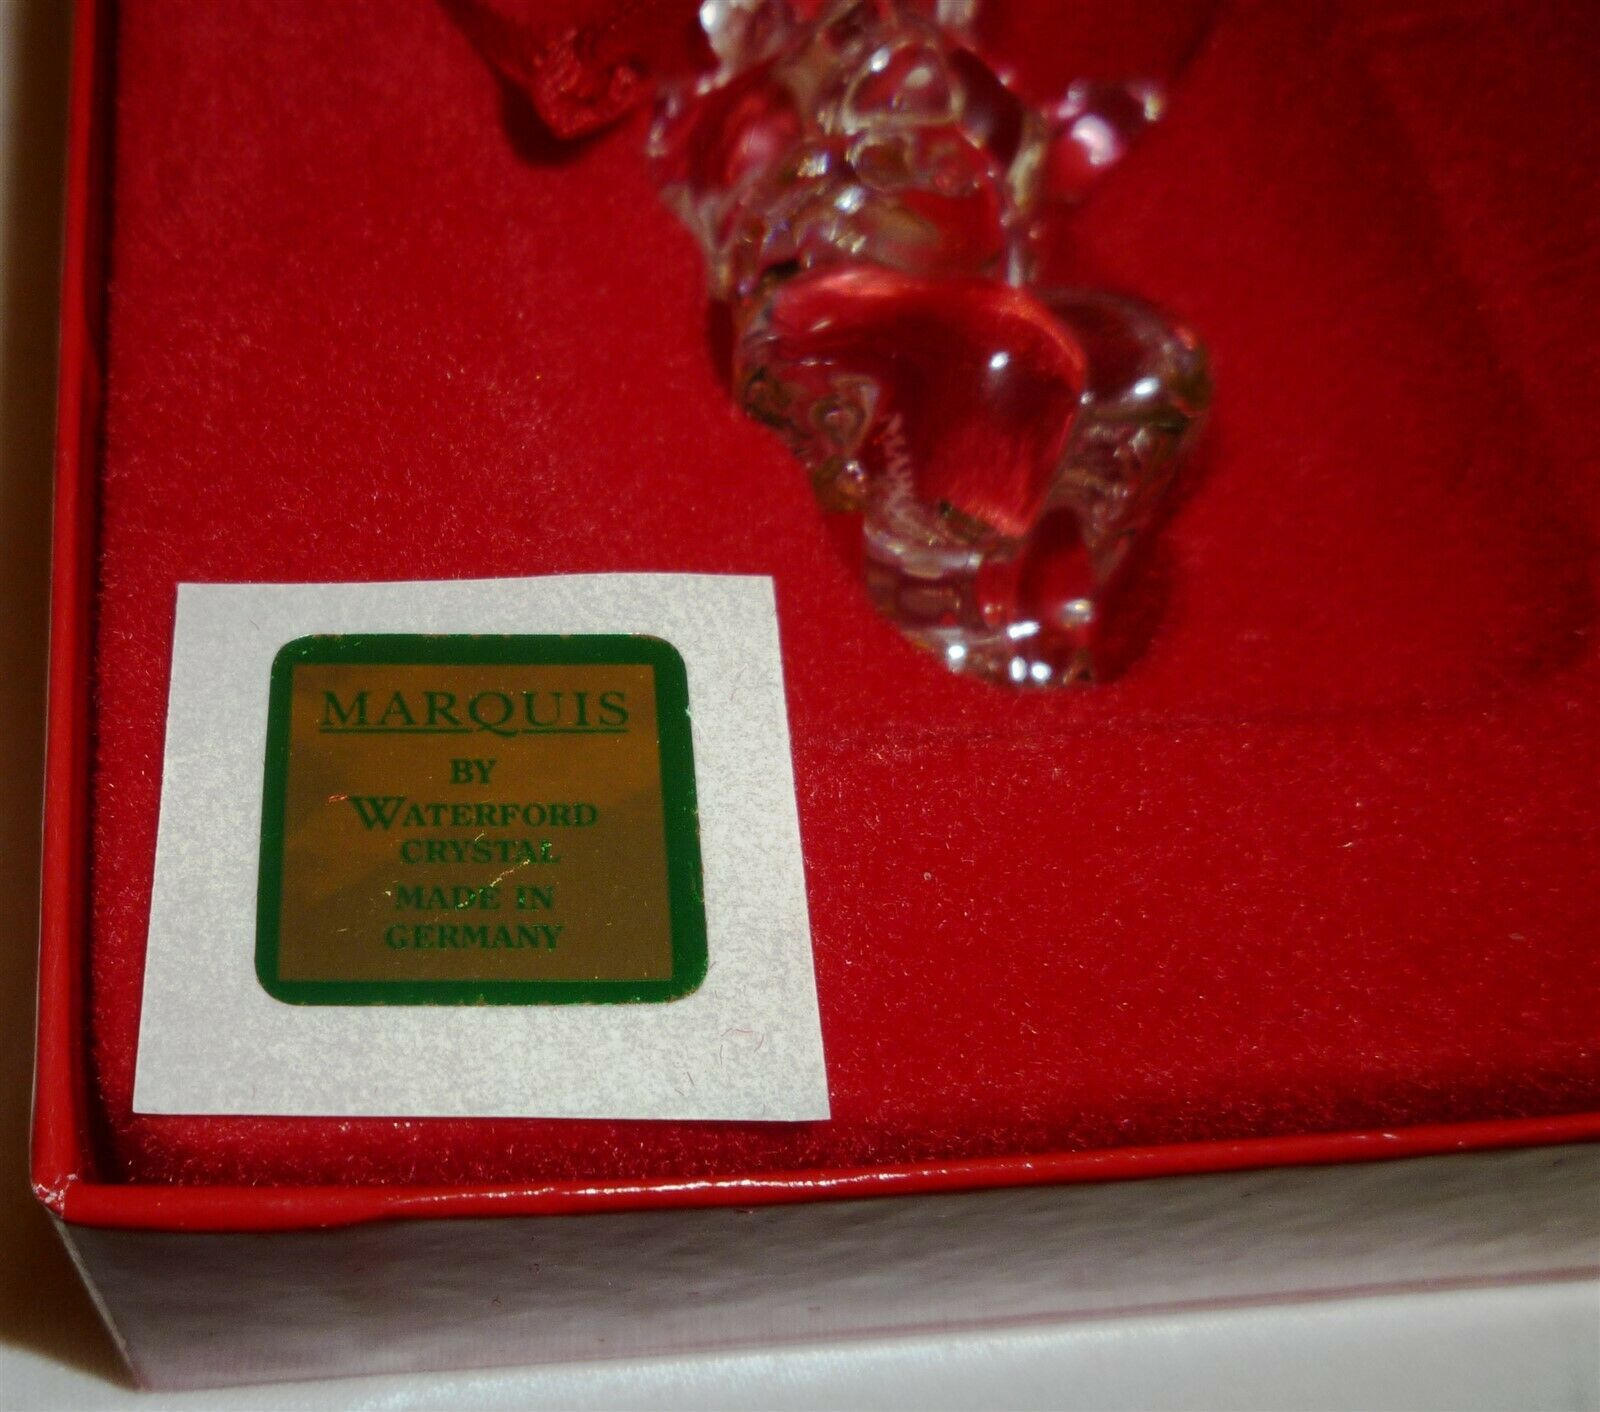 MARQUIS
BY
WATERFORD
CRYSTAL
MADE IN
GERMANY